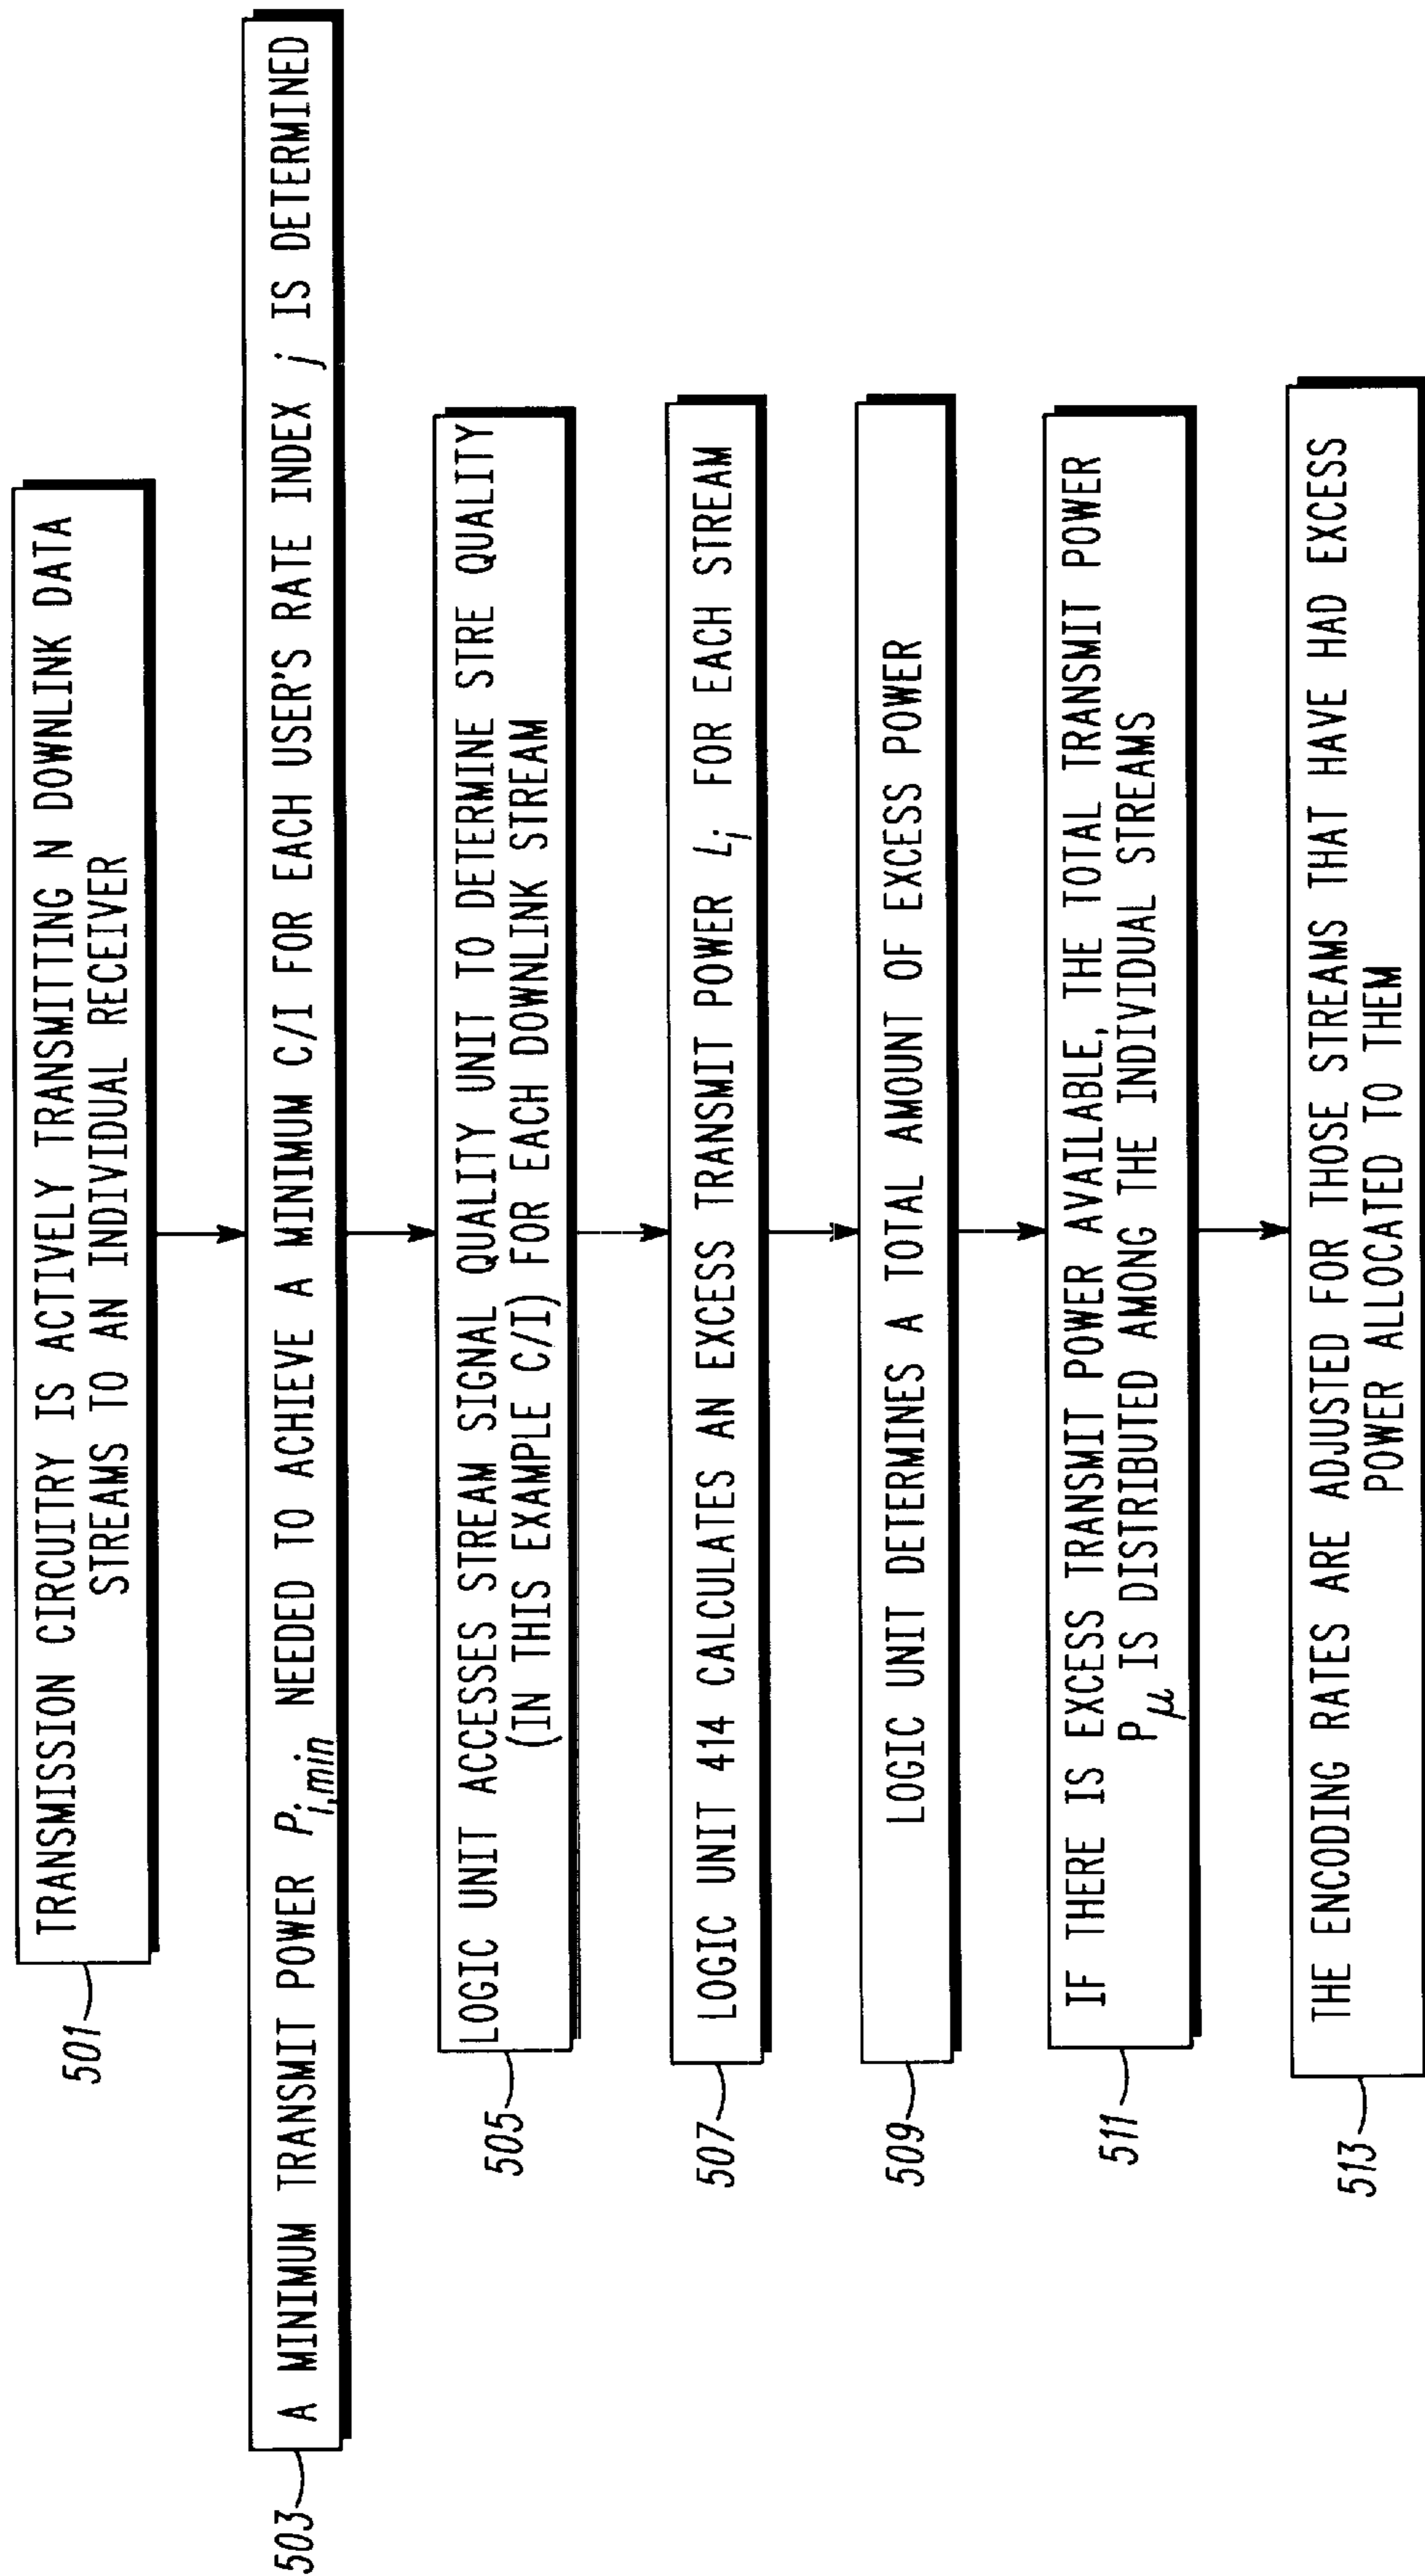 501
TRANSMISSION CIRCUITRY IS ACTIVELY TRANSMITTING N DOWNLINK DATA
STREAMS TO AN INDIVIDUAL RECEIVER
503
A MINIMUM TRANSMIT POWER P_i,min NEEDED TO ACHIEVE A MINIMUM C/I FOR EACH USER'S RATE INDEX j IS DETERMINED
505
LOGIC UNIT ACCESSES STREAM SIGNAL QUALITY UNIT TO DETERMINE STRE QUALITY
(IN THIS EXAMPLE C/I) FOR EACH DOWNLINK STREAM
507
LOGIC UNIT 414 CALCULATES AN EXCESS TRANSMIT POWER L_i FOR EACH STREAM
509
LOGIC UNIT DETERMINES A TOTAL AMOUNT OF EXCESS POWER
511
IF THERE IS EXCESS TRANSMIT POWER AVAILABLE, THE TOTAL TRANSMIT POWER
P_μ IS DISTRIBUTED AMONG THE INDIVIDUAL STREAMS
513
THE ENCODING RATES ARE ADJUSTED FOR THOSE STREAMS THAT HAVE HAD EXCESS
POWER ALLOCATED TO THEM